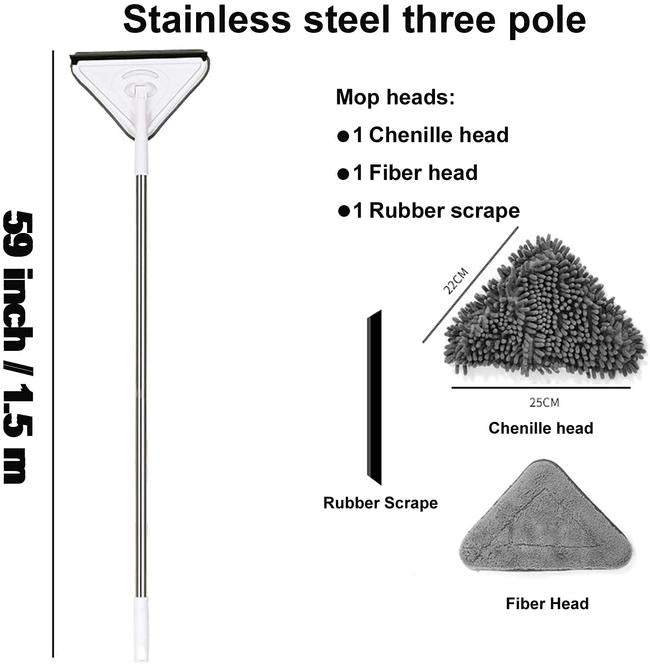 Stainless steel three pole
Mop heads:
●1 Chenille head
●1 Fiber head
●1 Rubber scrape
59 inch / 1.5 m
22CM
25CM
Chenille head
Rubber Scrape
Fiber Head